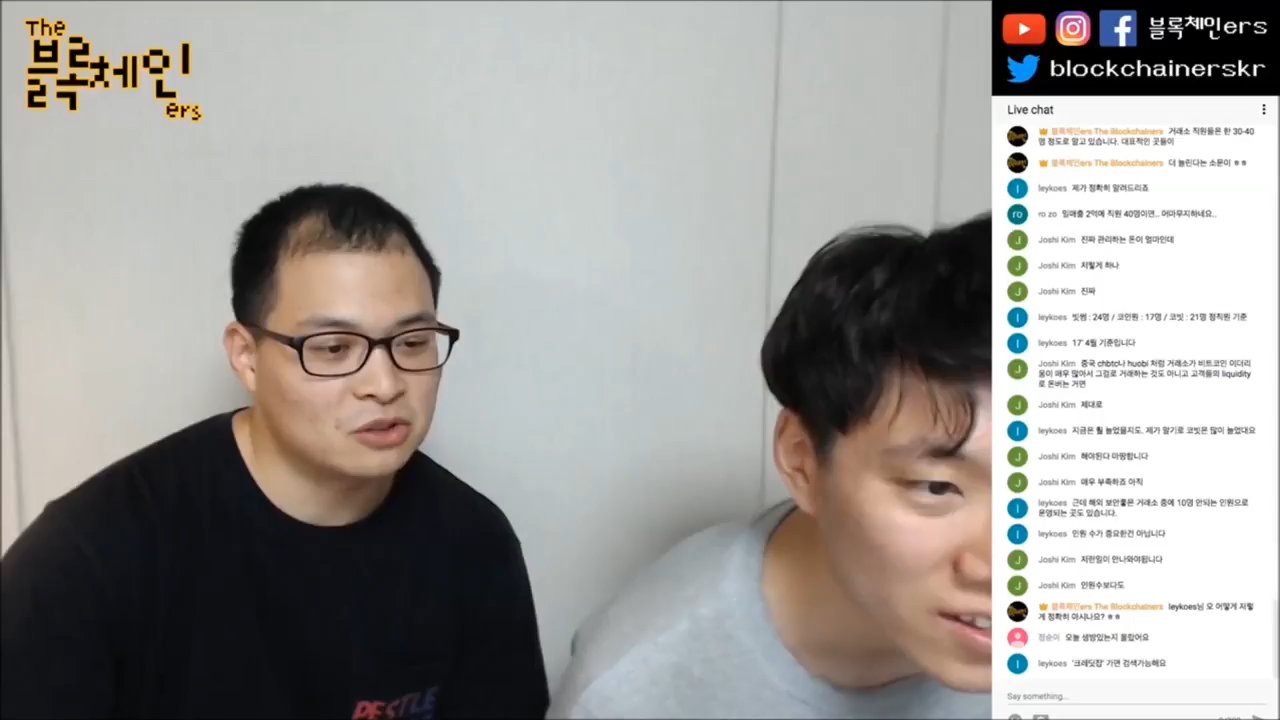 The
블록체인
ers
블록체인ers
blockchainerskr
Live chat
블록체인ers The Blockchainers 거래소 직원들은 한 30-40
명 정도로 알고 있습니다. 대표적인 곳들이
블록체인ers The Blockchainers 더 늘린다는 소문이 ㅎㅎ
leykoes 제가 정확히 알려드리죠
ro zo 일매출 2억에 직원 40명이면.. 어마무지하네요..
Joshi Kim 진짜 관리하는 돈이 얼마인데
Joshi Kim 저렇게 하나
Joshi Kim 진짜
leykoes 빗썸 : 24명 / 코인원 : 17명 / 코빗 : 21명 정직원 기준
leykoes 17' 4월 기준입니다
Joshi Kim 중국 chbtc나 huobi 처럼 거래소가 비트코인 이더리
움이 매우 많아서 그걸로 거래하는 것도 아니고 고객들의 liquidity
로 돈버는 거면
Joshi Kim 제대로
leykoes 지금은 훨 늘었을지도. 제가 알기로 코빗은 많이 늘었대요
Joshi Kim 해야된다 마땅합니다
Joshi Kim 매우 부족하죠 아직
leykoes 근데 해외 보안좋은 거래소 중에 10명 안되는 인원으로
운영되는 곳도 있습니다.
leykoes 인원 수가 중요한건 아닙니다
Joshi Kim 저런일이 안나와야됩니다
Joshi Kim 인원수보다도
블록체인ers The Blockchainers leykoes님 오 어떻게 저렇
게 정확히 아시나요? ㅎㅎ
정순이 오늘 생방있는지 몰랐어요
leykoes '크레딧잡' 가면 검색가능해요
Say something...